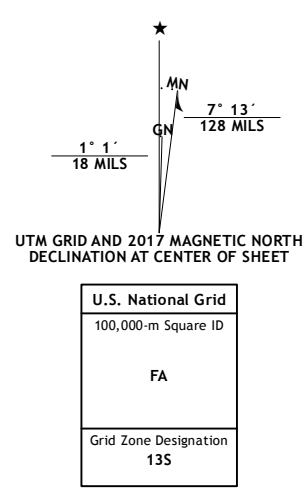 MN
7° 13´
128 MILS
GN
1° 1´
18 MILS
UTM GRID AND 2017 MAGNETIC NORTH
DECLINATION AT CENTER OF SHEET
U.S. National Grid
100,000-m Square ID
FA
Grid Zone Designation
13S